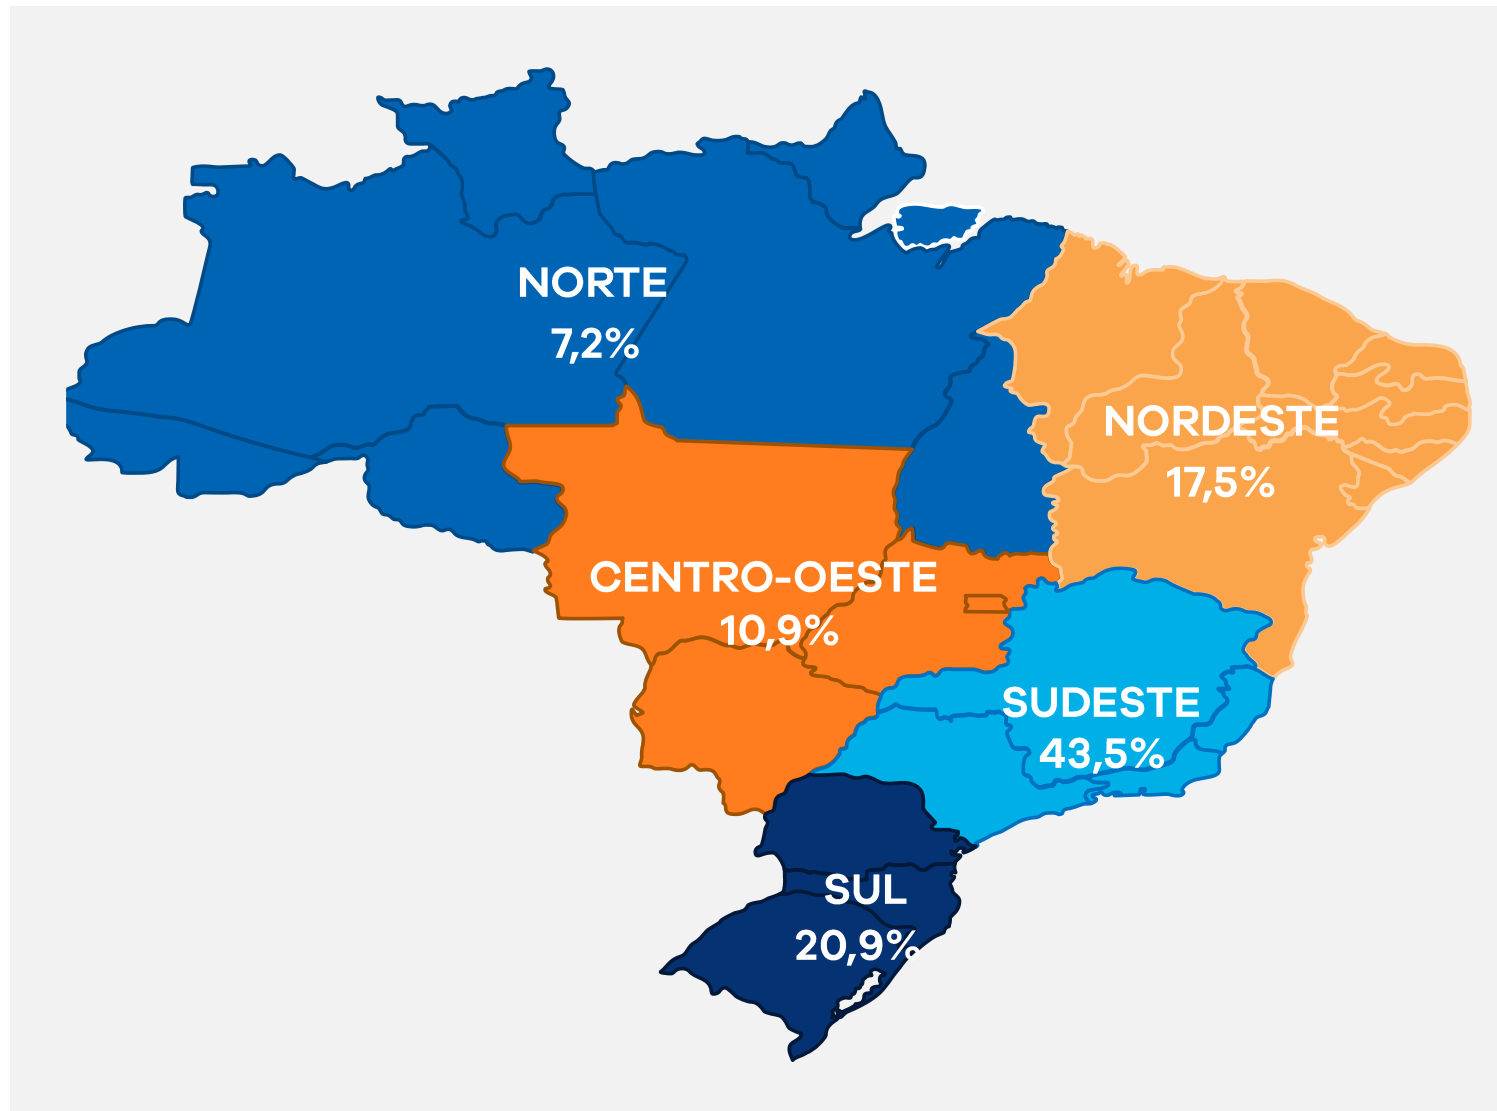 NORTE
7,2%
NORDESTE
17,5%
CENTRO-OESTE
10,9%
SUDESTE
43,5%
SUL
20,9%